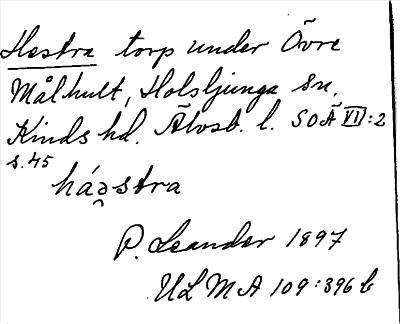 Hestra torp under Övre
Målhult, Holsljunga sn.
Kinds hd. Älvsb. l. SOÄ VII:2
s.45
háə̯stra
P. Leander 1897
ULMA 109:396 b